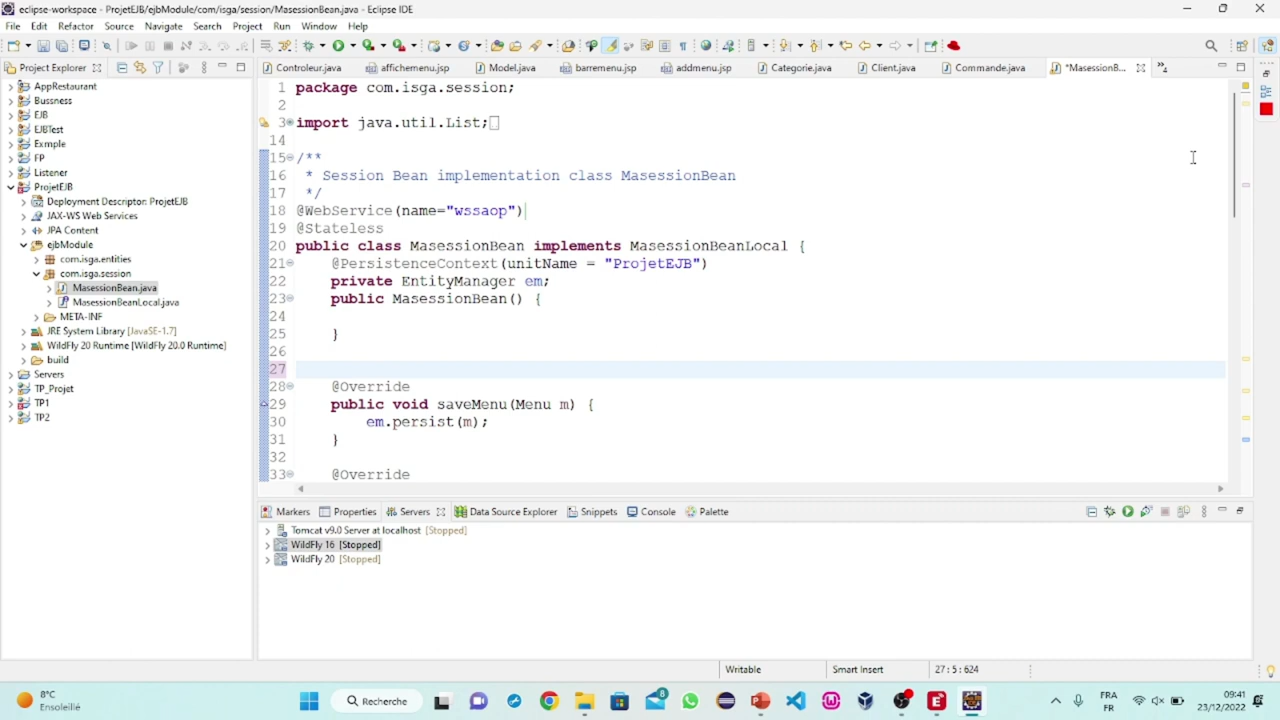 eclipse-workspace - ProjetEJB/ejbModule/com/isga/session/MasessionBean.java - Eclipse IDE
File Edit Refactor Source Navigate Search Project Run Window Help
Project Explorer
AppRestaurant
Bussness
EJB
EJBTest
Exmple
FP
Listener
ProjetEJB
Deployment Descriptor: ProjetEJB
JAX-WS Web Services
JPA Content
ejbModule
com.isga.entities
com.isga.session
MasessionBean.java
MasessionBeanLocal.java
META-INF
JRE System Library [JavaSE-1.7]
WildFly 20 Runtime [WildFly 20.0 Runtime]
build
Servers
TP_Projet
TP1
TP2
Controleur.java affichemenu.jsp Model.java barremenu.jsp addmenu.jsp Categorie.java Client.java Commande.java *MasessionB... 4
1 package com.isga.session;
2
3 import java.util.List;
14
15 /**
16 * Session Bean implementation class MasessionBean
17 */
18 @WebService(name="wssaop")
19 @Stateless
20 public class MasessionBean implements MasessionBeanLocal {
21 @PersistenceContext(unitName = "ProjetEJB")
22 private EntityManager em;
23 public MasessionBean() {
24
25 }
26
27
28 @Override
29 public void saveMenu(Menu m) {
30 em.persist(m);
31 }
32
33 @Override
Markers Properties Servers Data Source Explorer Snippets Console Palette
Tomcat v9.0 Server at localhost [Stopped]
WildFly 16 [Stopped]
WildFly 20 [Stopped]
Writable Smart Insert 27:5:624
8°C
Ensoleillé
Recherche
8
FRA
FR
09:41
23/12/2022